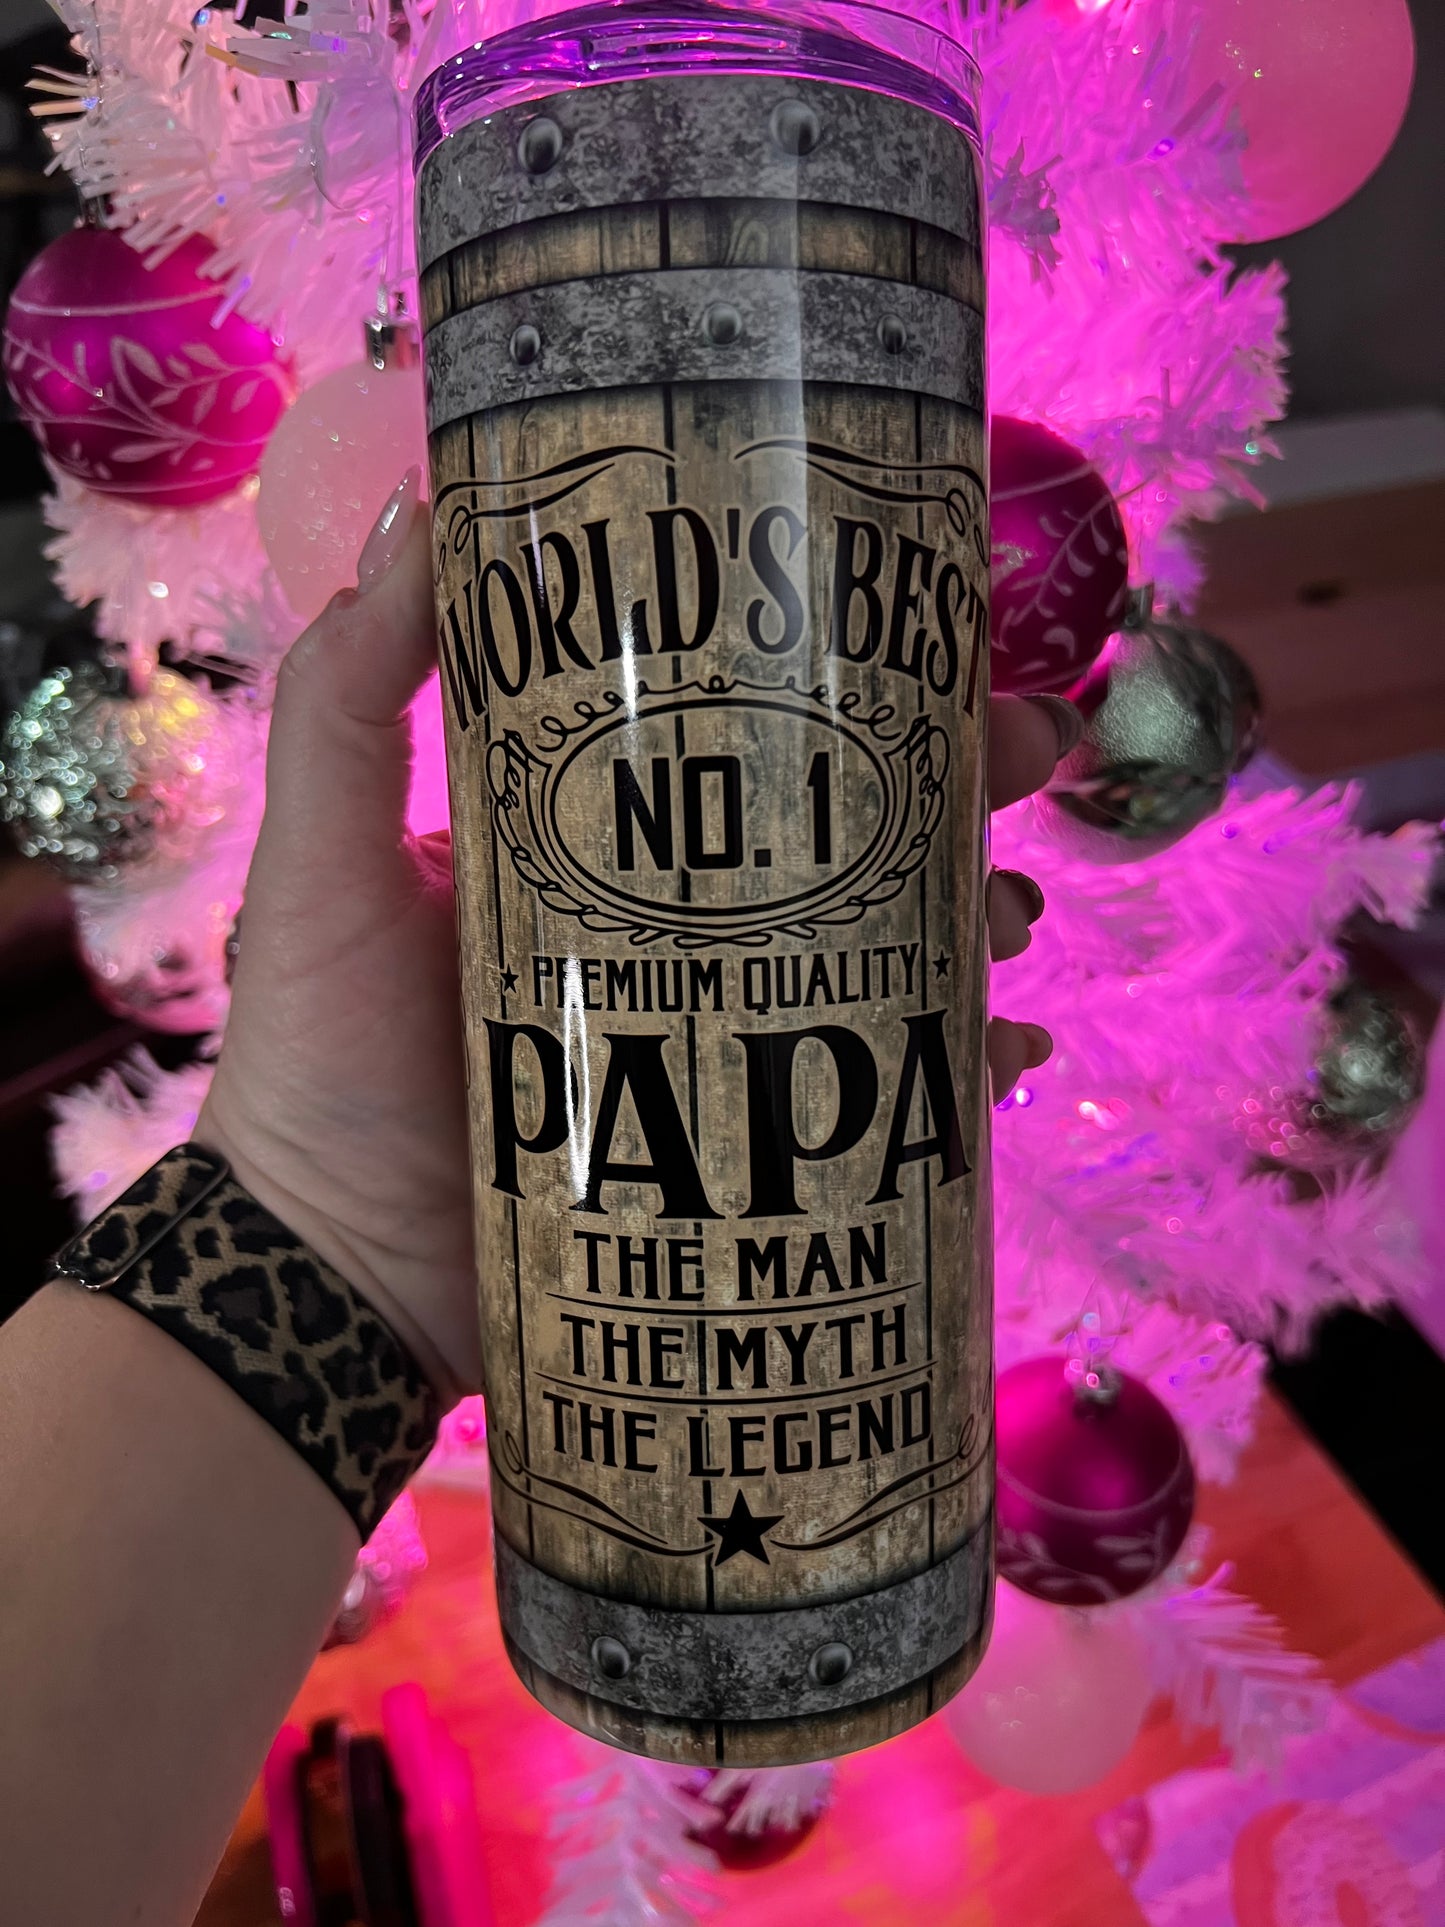 WORLD'S BEST
NO. 1
PREMIUM QUALITY
PAPA
THE MAN
THE MYTH
THE LEGEND